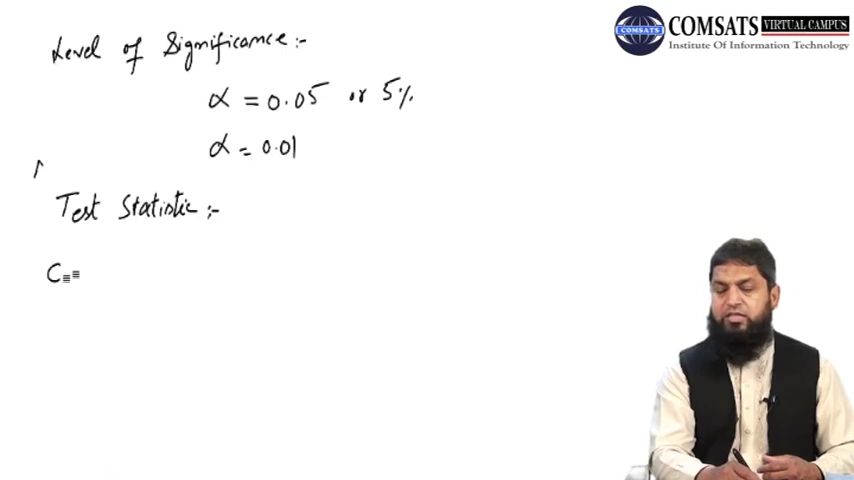 COMSATS VIRTUAL CAMPUS
COMSATS
Institute Of Information Technology
Level of Significance:-
α = 0.05 or 5%
α = 0.01
Test Statistic:-
C